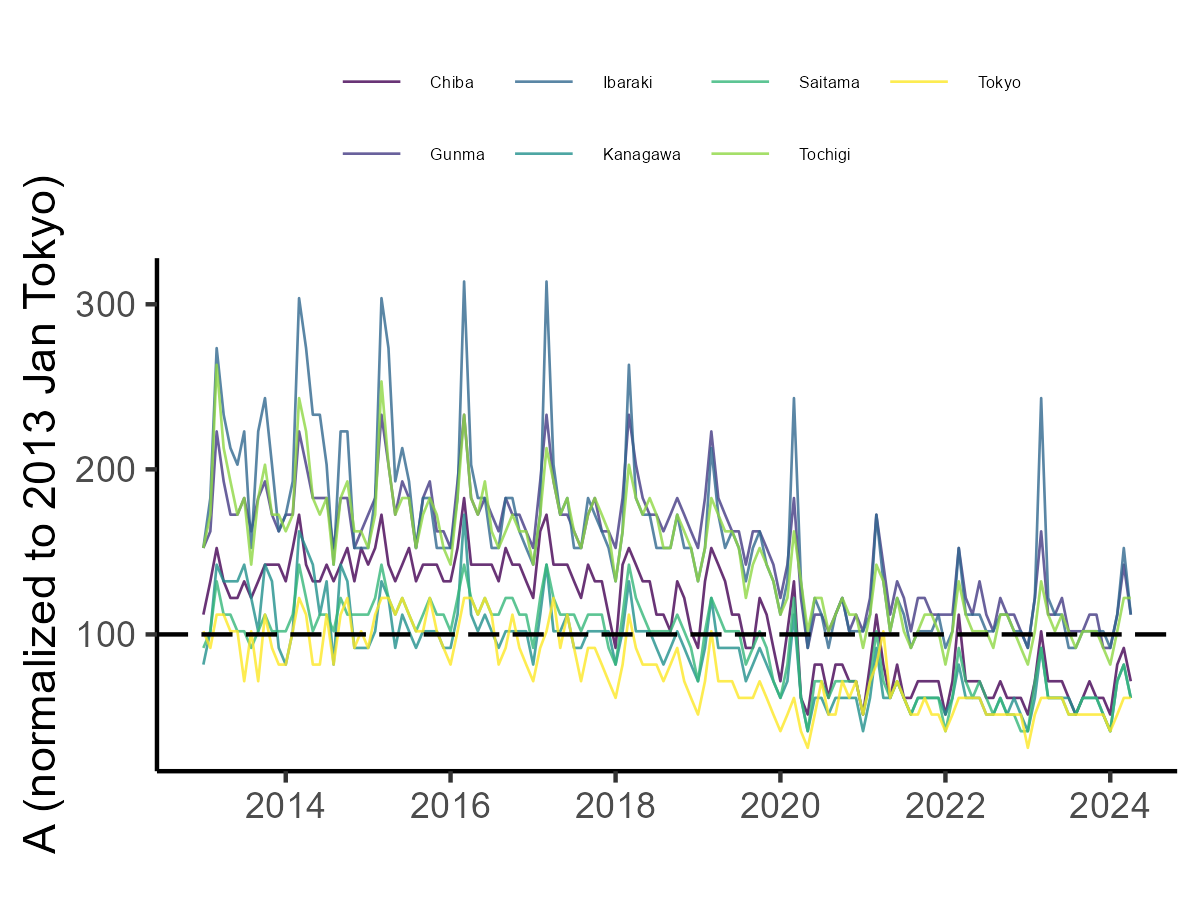 Chiba
Ibaraki
Saitama
Tokyo
Gunma
Kanagawa
Tochigi
A (normalized to 2013 Jan Tokyo)
300
200
100
2014
2016
2018
2020
2022
2024